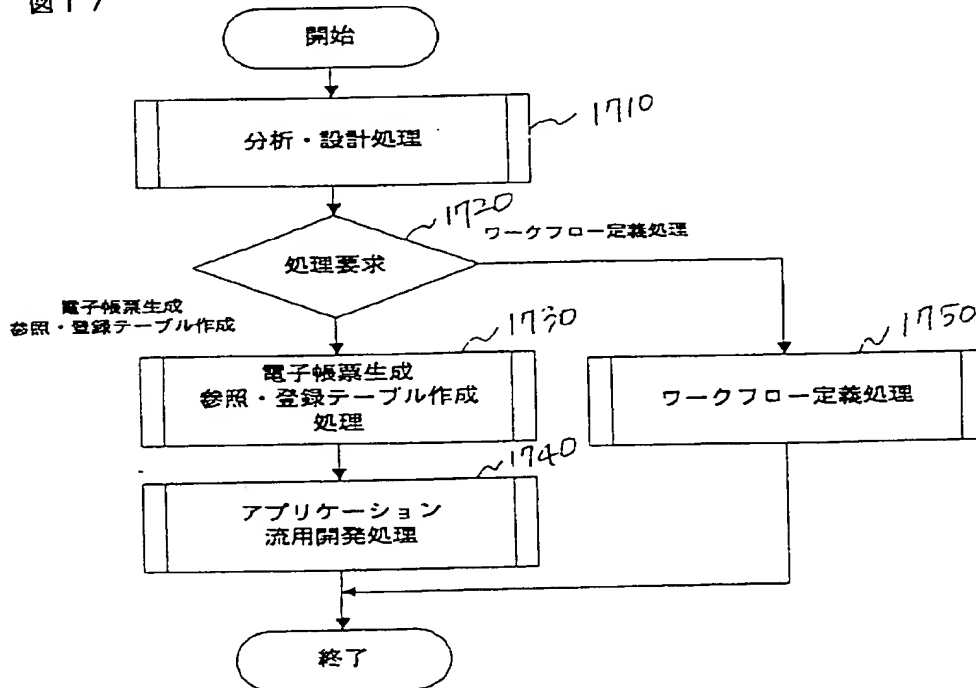 図17
開始
分析・設計処理
1710
1720
処理要求
ワークフロー定義処理
電子帳票生成
参照・登録テーブル作成
1730
電子帳票生成
参照・登録テーブル作成
処理
1750
ワークフロー定義処理
1740
アプリケーション
流用開発処理
終了